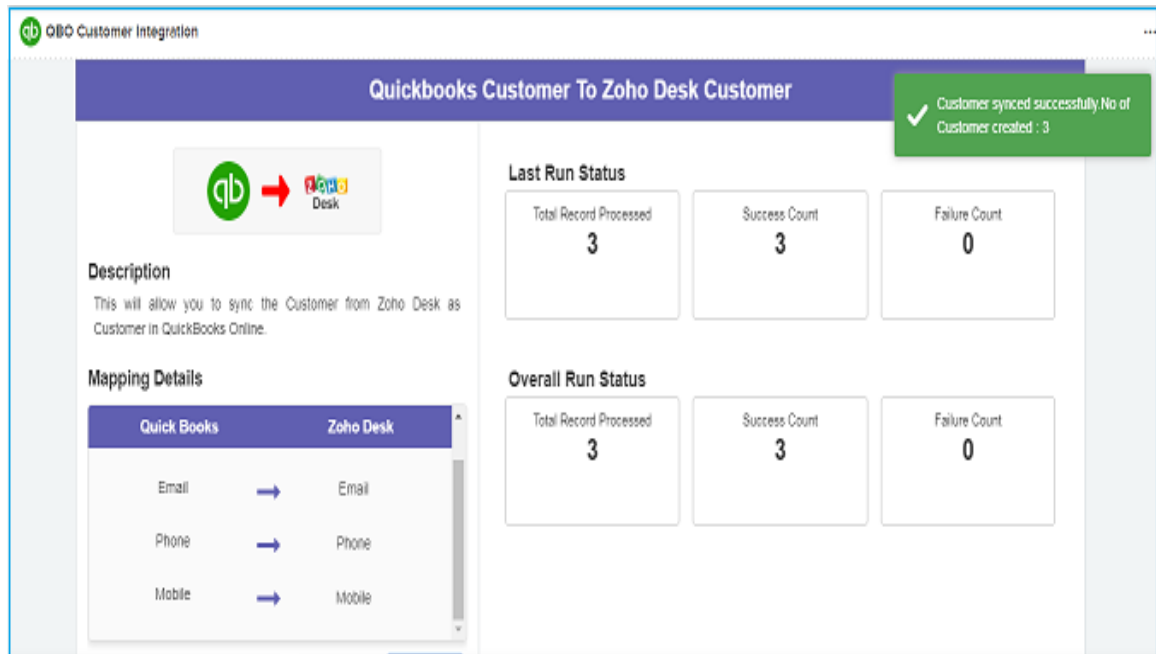 qb QBO Customer Integration
...
Quickbooks Customer To Zoho Desk Customer
Customer synced successfully.No of
Customer created : 3
qb ZOHO
Desk
Description
This will allow you to sync the Customer from Zoho Desk as
Customer in QuickBooks Online.
Mapping Details
Quick Books Zoho Desk
Email Email
Phone Phone
Mobile Mobile
Last Run Status
Total Record Processed Success Count Failure Count
3 3 0
Overall Run Status
Total Record Processed Success Count Failure Count
3 3 0